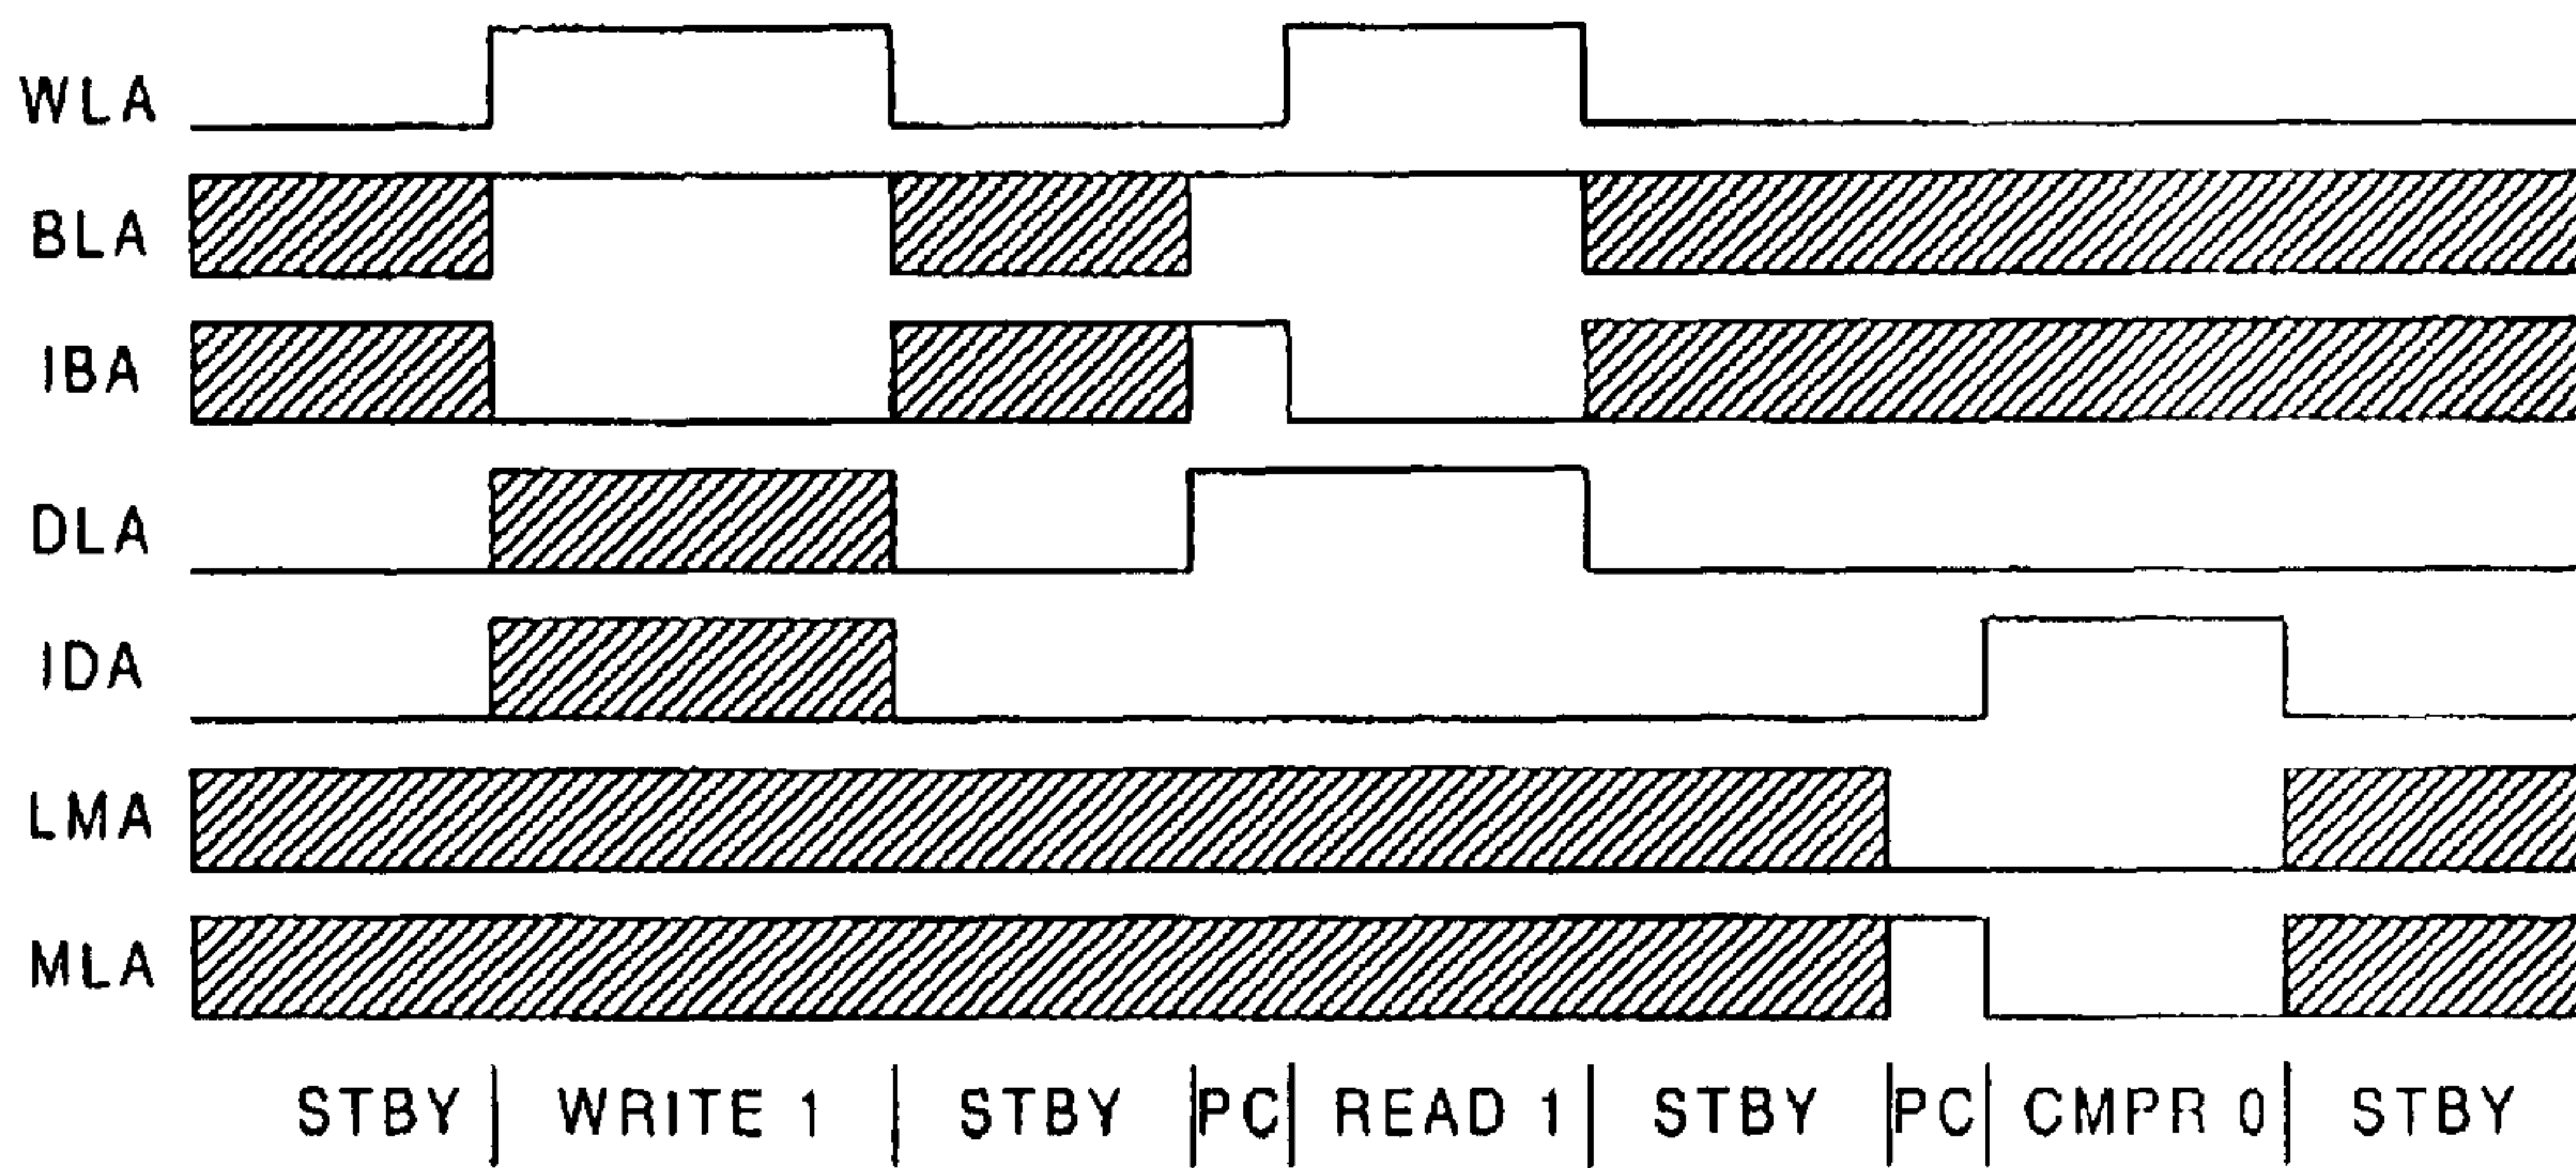 WLA
BLA
IBA
DLA
IDA
LMA
MLA
STBY WRITE 1 STBY PC READ 1 STBY PC CMPR 0 STBY